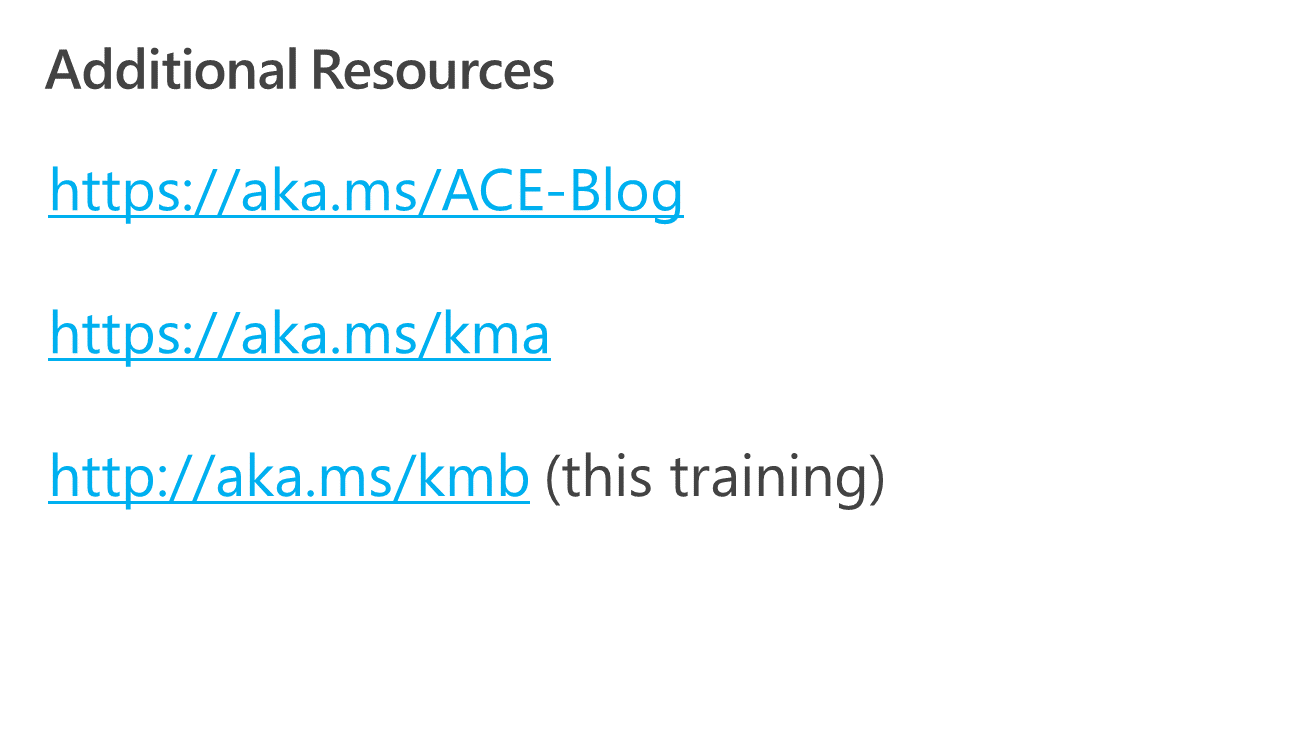 Additional Resources
https://aka.ms/ACE-Blog
https://aka.ms/kma
http://aka.ms/kmb (this training)